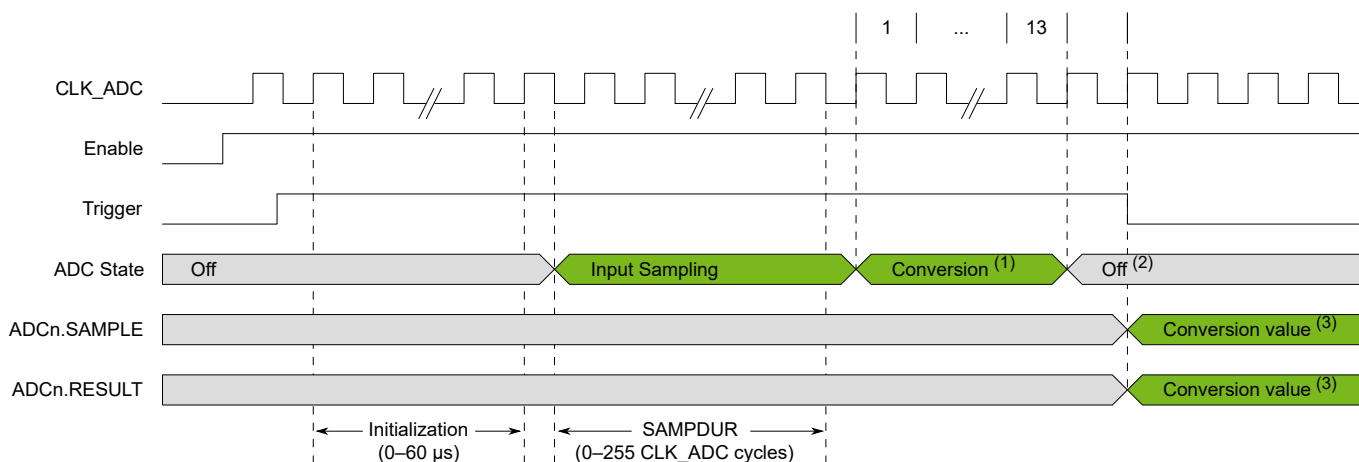 1 ... 13
CLK_ADC
Enable
Trigger
ADC State Off Input Sampling Conversion (1) Off (2)
ADCn.SAMPLE Conversion value (3)
ADCn.RESULT Conversion value (3)
Initialization SAMPDUR
(0–60 µs) (0–255 CLK_ADC cycles)